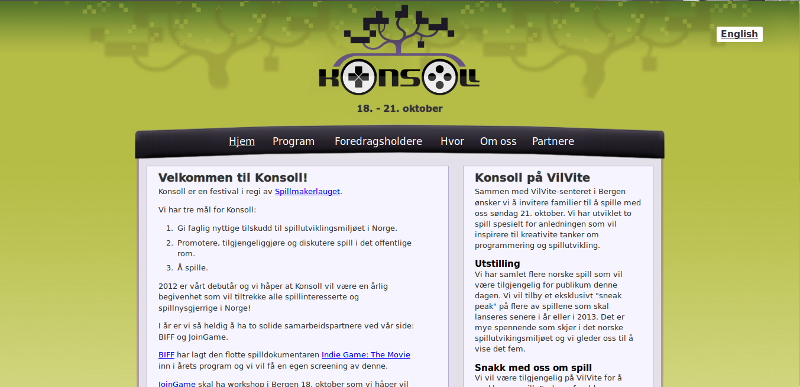 English
KONSOLL
18. - 21. oktober
Hjem Program Foredragsholdere Hvor Om oss Partnere
Velkommen til Konsoll!
Konsoll er en festival i regi av Spillmakerlauget.
Vi har tre mål for Konsoll:
1. Gi faglig nyttige tilskudd til spillutviklingsmiljøet i Norge.
2. Promotere, tilgjengeliggjøre og diskutere spill i det offentlige
rom.
3. Å spille.
2012 er vårt debutår og vi håper at Konsoll vil være en årlig
begivenhet som vil tiltrekke alle spillinteresserte og
spillnysgjerrige i Norge!
I år er vi så heldig å ha to solide samarbeidspartnere ved vår side:
BIFF og JoinGame.
BIFF har lagt den flotte spilldokumentaren Indie Game: The Movie
inn i årets program og vi vil få en egen screening av denne.
JoinGame skal ha workshop i Bergen 18. oktober som vi håper vil
Konsoll på VilVite
Sammen med VilVite-senteret i Bergen
ønsker vi å invitere familier til å spille med
oss søndag 21. oktober. Vi har utviklet to
spill spesielt for anledningen som vil
inspirere til kreativite tanker om
programmering og spillutvikling.
Utstilling
Vi har samlet flere norske spill som vil
være tilgjengelig for publikum denne
dagen. Vi vil tilby et eksklusivt "sneak
peak" på flere av spillene som skal
lanseres senere i år eller i 2013. Det er
mye spennende som skjer i det norske
spillutvikingsmiljøet og vi gleder oss til å
vise det fem.
Snakk med oss om spill
Vi vil være tilgjengelig på VilVite for å